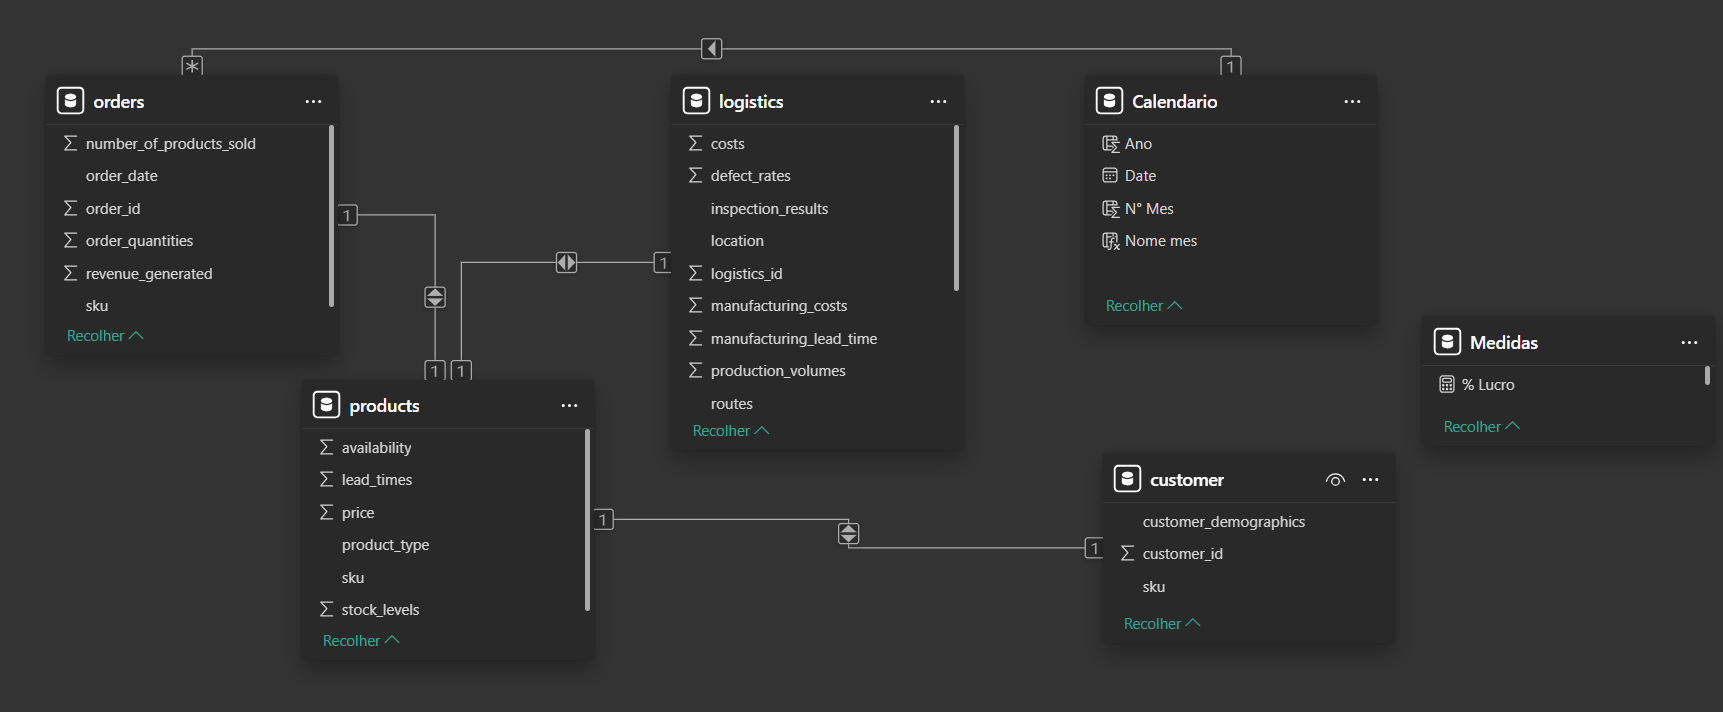 *
1
orders
number_of_products_sold
order_date
order_id
order_quantities
revenue_generated
sku
Recolher
1
1
1
logistics
costs
defect_rates
inspection_results
location
logistics_id
manufacturing_costs
manufacturing_lead_time
production_volumes
routes
Recolher
1
Calendario
Ano
Date
N° Mes
Nome mes
Recolher
Medidas
% Lucro
Recolher
products
availability
lead_times
price
product_type
sku
stock_levels
Recolher
1
1
customer
customer_demographics
customer_id
sku
Recolher